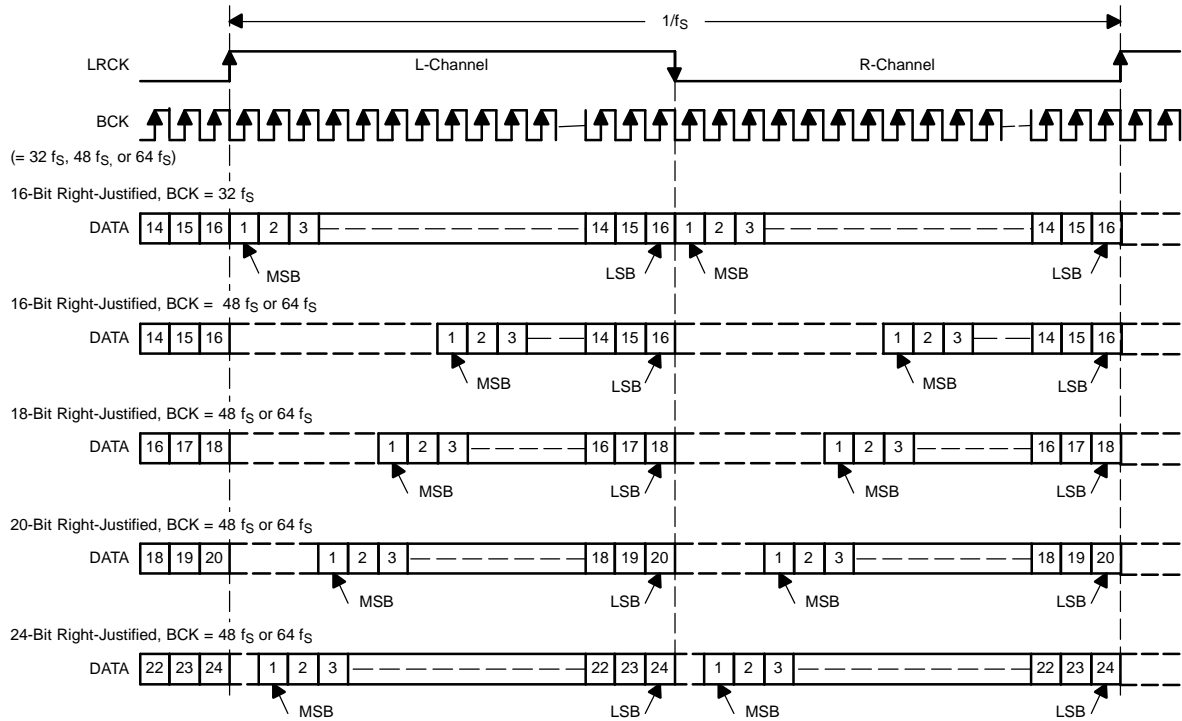 1/fS
LRCK L-Channel R-Channel
BCK
(= 32 fS, 48 fS, or 64 fS)
16-Bit Right-Justified, BCK = 32 fS
DATA 14 15 16 1 2 3 14 15 16 1 2 3 14 15 16
MSB LSB MSB LSB
16-Bit Right-Justified, BCK = 48 fS or 64 fS
DATA 14 15 16 1 2 3 14 15 16 1 2 3 14 15 16
MSB LSB MSB LSB
18-Bit Right-Justified, BCK = 48 fS or 64 fS
DATA 16 17 18 1 2 3 16 17 18 1 2 3 16 17 18
MSB LSB MSB LSB
20-Bit Right-Justified, BCK = 48 fS or 64 fS
DATA 18 19 20 1 2 3 18 19 20 1 2 3 18 19 20
MSB LSB MSB LSB
24-Bit Right-Justified, BCK = 48 fS or 64 fS
DATA 22 23 24 1 2 3 22 23 24 1 2 3 22 23 24
MSB LSB MSB LSB